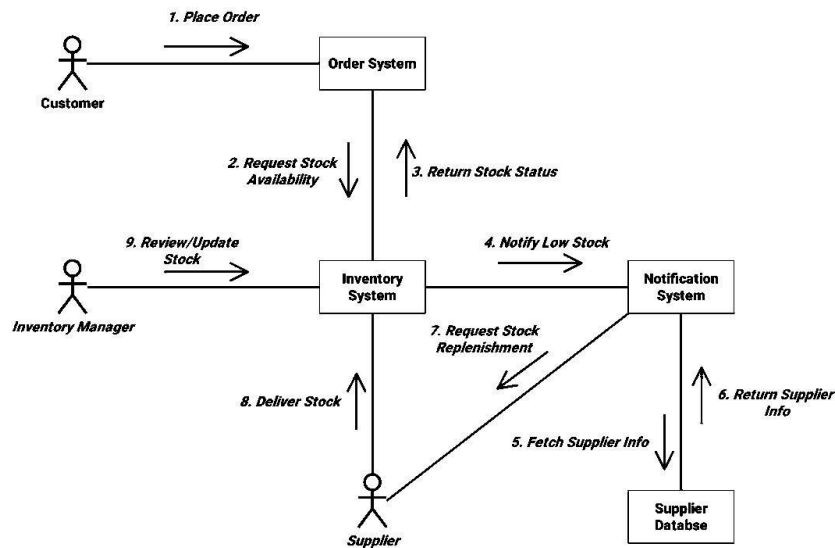 1. Place Order
Order System
Customer
2. Request Stock
Availability
3. Return Stock Status
9. Review/Update
Stock
4. Notify Low Stock
Inventory
System
Notification
System
Inventory Manager
7. Request Stock
Replenishment
8. Deliver Stock
6. Return Supplier
Info
5. Fetch Supplier Info
Supplier
Supplier
Databse